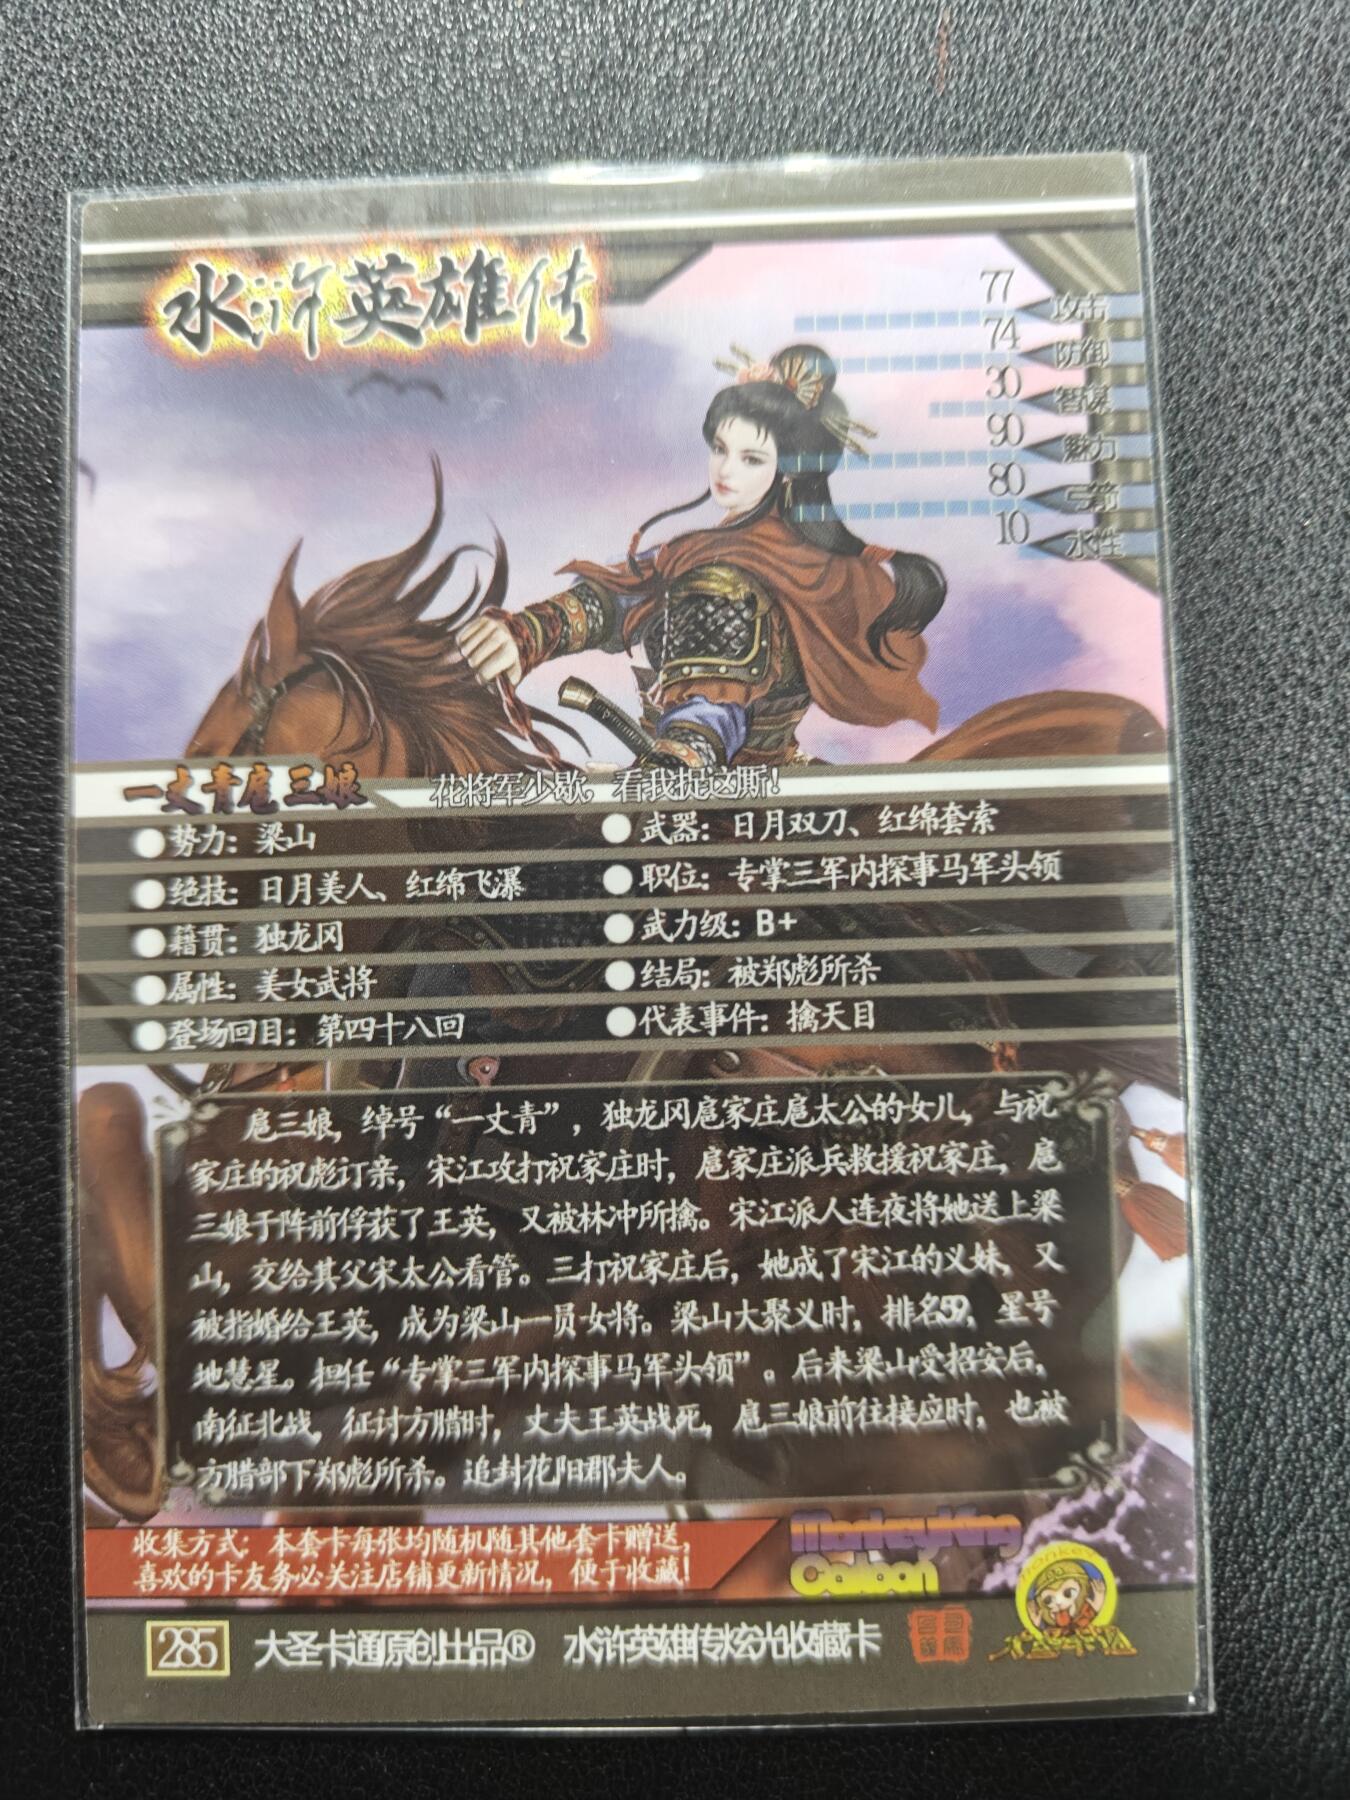 水浒英雄传
77 攻击
74 防御
30 智谋
90 魅力
80 弓箭
10 水性
一丈青扈三娘 花将军少歇，看我捉这厮！
●势力：梁山 ●武器：日月双刀、红绵套索
●绝技：日月美人、红绵飞瀑 ●职位：专掌三军内探事马军头领
●籍贯：独龙冈 ●武力级：B+
●属性：美女武将 ●结局：被郑彪所杀
●登场回目：第四十八回 ●代表事件：擒天目
扈三娘，绰号“一丈青”，独龙冈扈家庄扈太公的女儿，与祝
家庄的祝彪订亲，宋江攻打祝家庄时，扈家庄派兵救援祝家庄，扈
三娘于阵前俘获了王英，又被林冲所擒。宋江派人连夜将她送上梁
山，交给其父宋太公看管。三打祝家庄后，她成了宋江的义妹，又
被指婚给王英，成为梁山一员女将。梁山大聚义时，排名59，星号
地慧星。担任“专掌三军内探事马军头领”。后来梁山受招安后，
南征北战，征讨方腊时，丈夫王英战死，扈三娘前往接应时，也被
方腊部下郑彪所杀。追封花阳郡夫人。
收集方式：本套卡每张均随机随其他套卡赠送，
喜欢的卡友务必关注店铺更新情况，便于收藏！
MonkeyKing
Catoon
monkey
大圣卡通
285 大圣卡通原创出品® 水浒英雄传炫光收藏卡